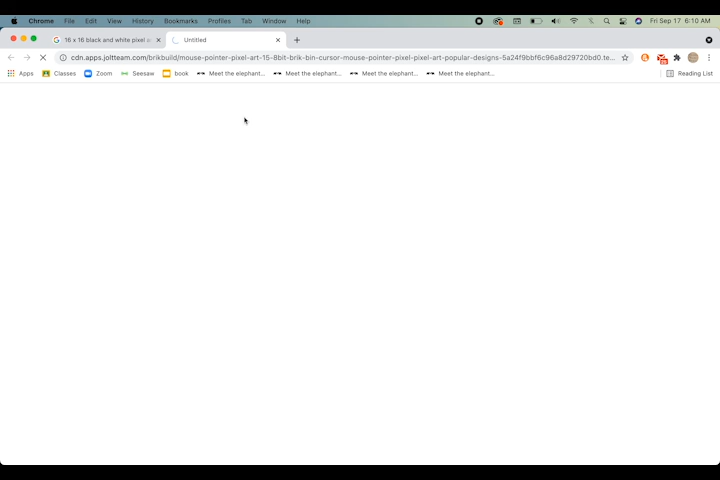 Chrome File Edit View History Bookmarks Profiles Tab Window Help Fri Sep 17 6:10 AM
16 x 16 black and white pixel a Untitled
cdn.apps.joltteam.com/brikbuild/mouse-pointer-pixel-art-15-8bit-brik-bin-cursor-mouse-pointer-pixel-pixel-art-popular-designs-5a24f9bbf6c96a8d29720bd0.te...
Apps Classes Zoom Seesaw book Meet the elephant... Meet the elephant... Meet the elephant... Meet the elephant... Reading List